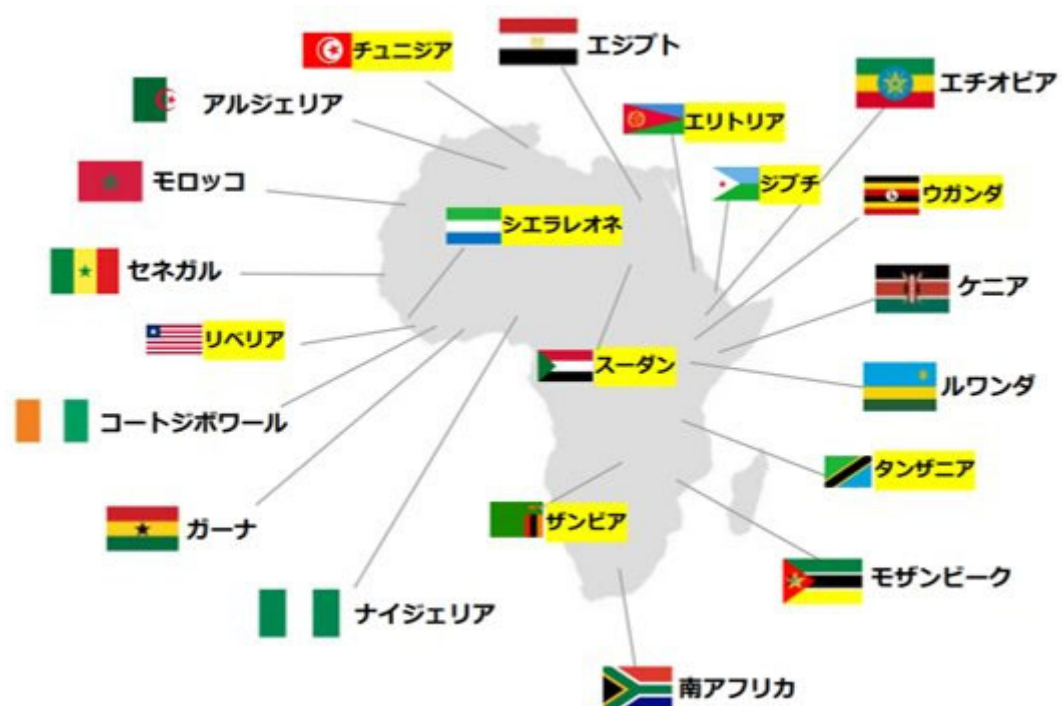 チュニジア
エジプト
エチオピア
アルジェリア
エリトリア
モロッコ
ジブチ
ウガンダ
シエラレオネ
セネガル
ケニア
リベリア
スーダン
ルワンダ
コートジボワール
タンザニア
ガーナ
ザンビア
モザンビーク
ナイジェリア
南アフリカ